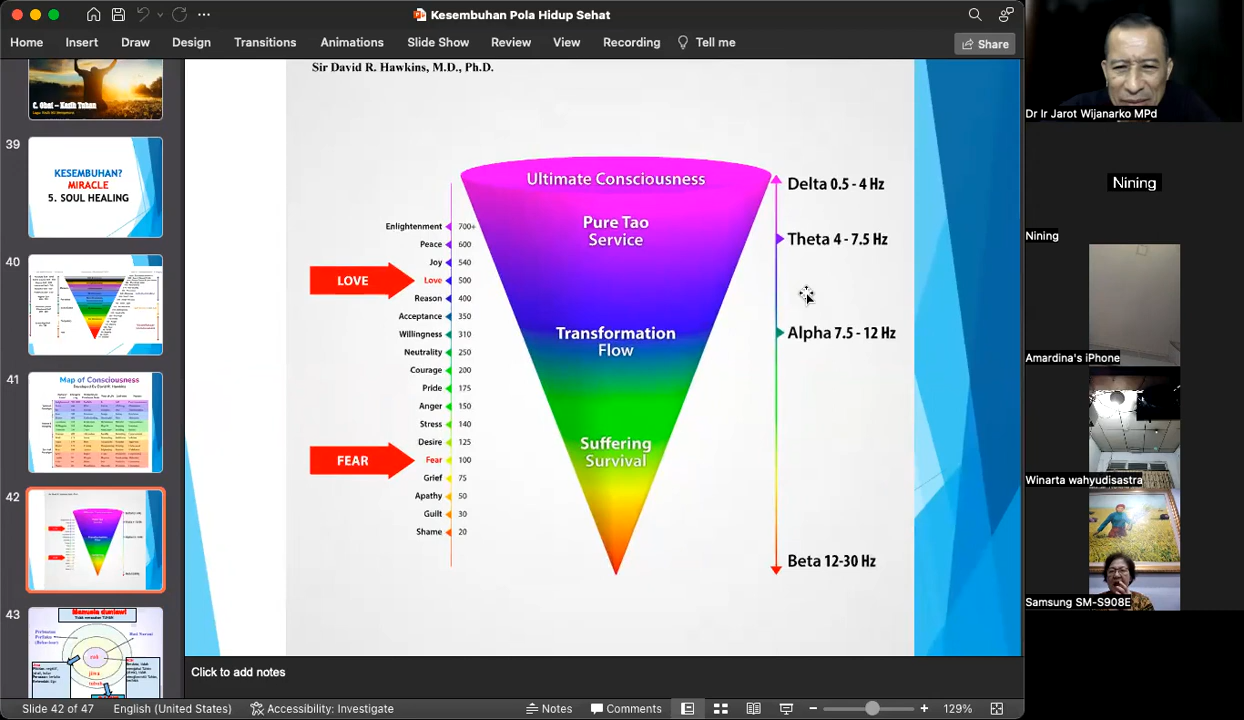 Kesembuhan Pola Hidup Sehat
Home Insert Draw Design Transitions Animations Slide Show Review View Recording Tell me
Share
C. Obat – Kasih Tuhan
39
KESEMBUHAN?
MIRACLE
5. SOUL HEALING
40
41
Map of Consciousness
42
43
Sir David R. Hawkins, M.D., Ph.D.
Ultimate Consciousness
Pure Tao
Service
Transformation
Flow
Suffering
Survival
Enlightenment 700+
Peace 600
Joy 540
LOVE
Love 500
Reason 400
Acceptance 350
Willingness 310
Neutrality 250
Courage 200
Pride 175
Anger 150
Stress 140
Desire 125
FEAR
Fear 100
Grief 75
Apathy 50
Guilt 30
Shame 20
Delta 0.5 - 4 Hz
Theta 4 - 7.5 Hz
Alpha 7.5 - 12 Hz
Beta 12-30 Hz
Click to add notes
Slide 42 of 47 English (United States) Accessibility: Investigate Notes Comments 129%
Dr Ir Jarot Wijanarko MPd
Nining
Nining
Amardina's iPhone
Winarta wahyudisastra
Samsung SM-S908E